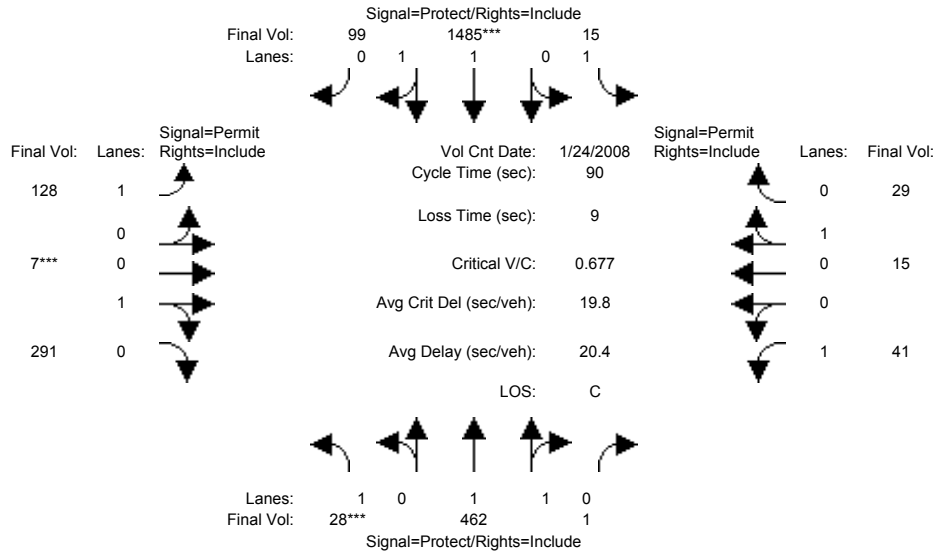 Signal=Protect/Rights=Include
Final Vol: 99 1485*** 15
Lanes: 0 1 1 0 1
Signal=Permit Signal=Permit
Final Vol: Lanes: Rights=Include Vol Cnt Date: 1/24/2008 Rights=Include Lanes: Final Vol:
Cycle Time (sec): 90
128 1 0 29
Loss Time (sec): 9
0 1
7*** 0 Critical V/C: 0.677 0 15
1 Avg Crit Del (sec/veh): 19.8 0
291 0 Avg Delay (sec/veh): 20.4 1 41
LOS: C
Lanes: 1 0 1 1 0
Final Vol: 28*** 462 1
Signal=Protect/Rights=Include